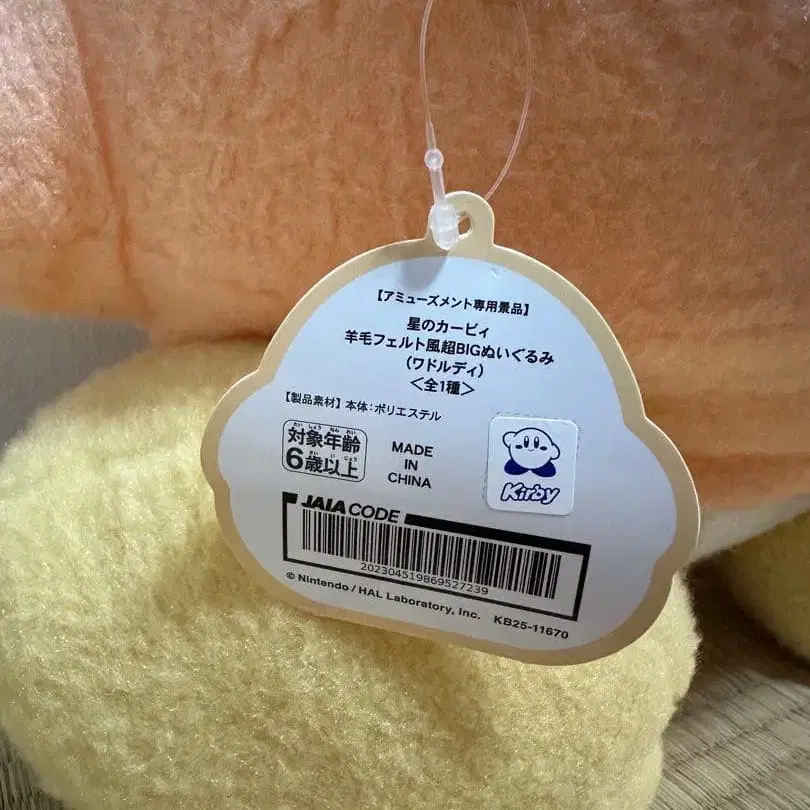 【アミューズメント専用景品】
星のカービィ
羊毛フェルト風超BIGぬいぐるみ
(ワドルディ)
＜全1種＞
【製品素材】本体：ポリエステル
対象年齢
6歳以上
MADE
IN
CHINA
Kirby
JAIA CODE
202304519869527239
© Nintendo / HAL Laboratory, Inc. KB25-11670